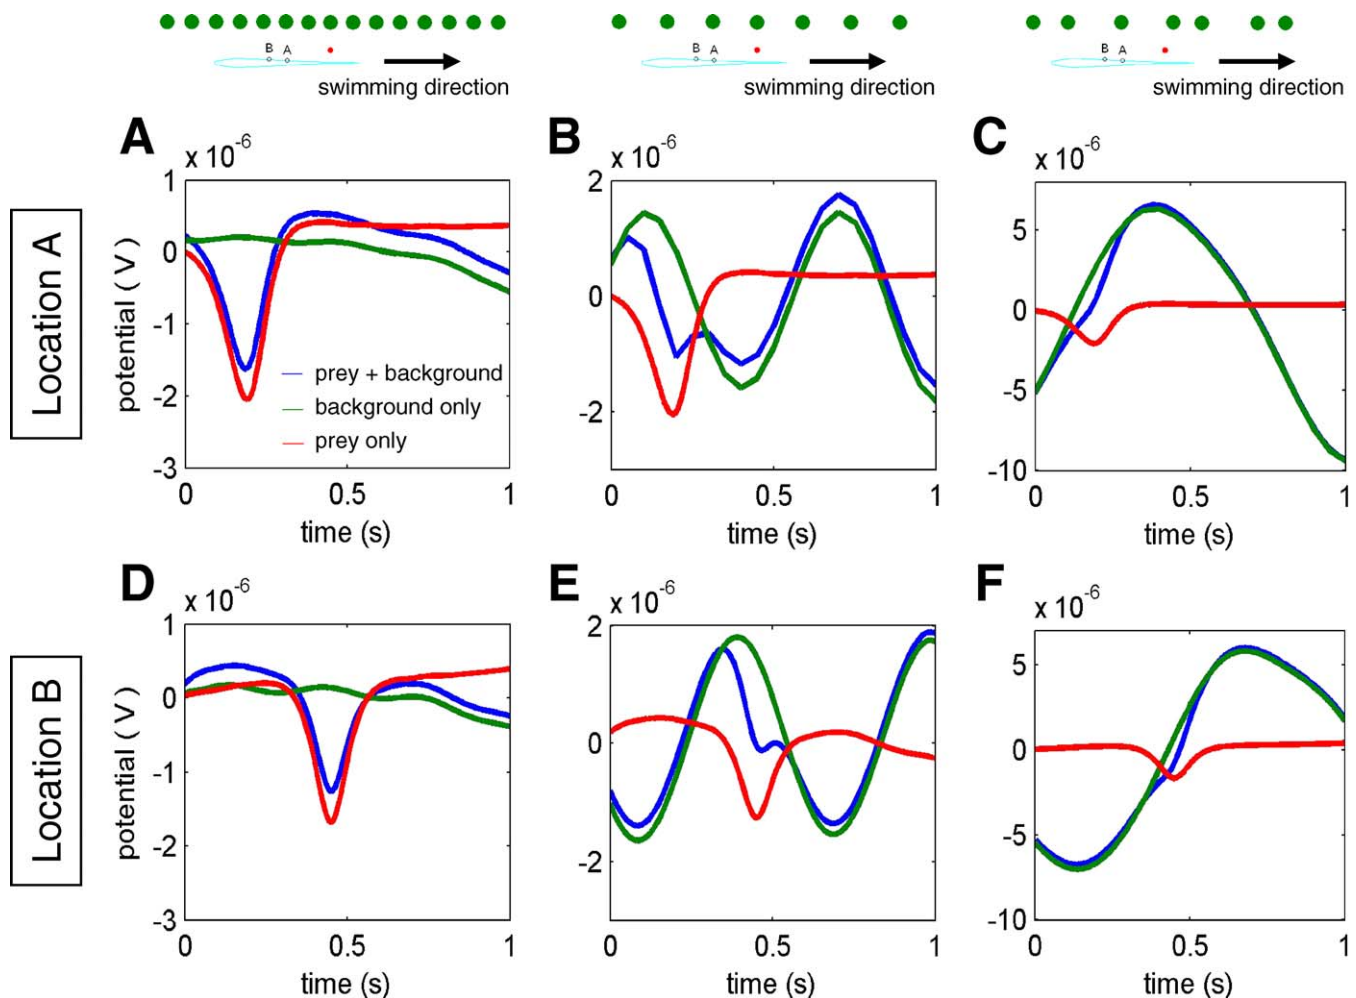 B A
swimming direction
B A
swimming direction
B A
swimming direction
A
x 10^-6
B
x 10^-6
C
x 10^-6
Location A
potential ( V )
1
0
-1
-2
-3
prey + background
background only
prey only
0 0.5 1
time (s)
2
0
-2
0 0.5 1
time (s)
5
0
-5
-10
0 0.5 1
time (s)
D
x 10^-6
E
x 10^-6
F
x 10^-6
Location B
potential ( V )
1
0
-1
-2
-3
0 0.5 1
time (s)
2
0
-2
0 0.5 1
time (s)
5
0
-5
-10
0 0.5 1
time (s)